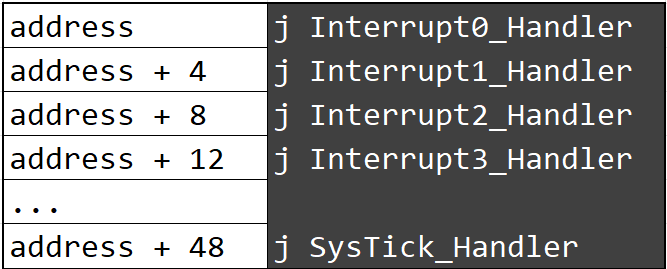 address j Interrupt0_Handler
address + 4 j Interrupt1_Handler
address + 8 j Interrupt2_Handler
address + 12 j Interrupt3_Handler
...
address + 48 j SysTick_Handler